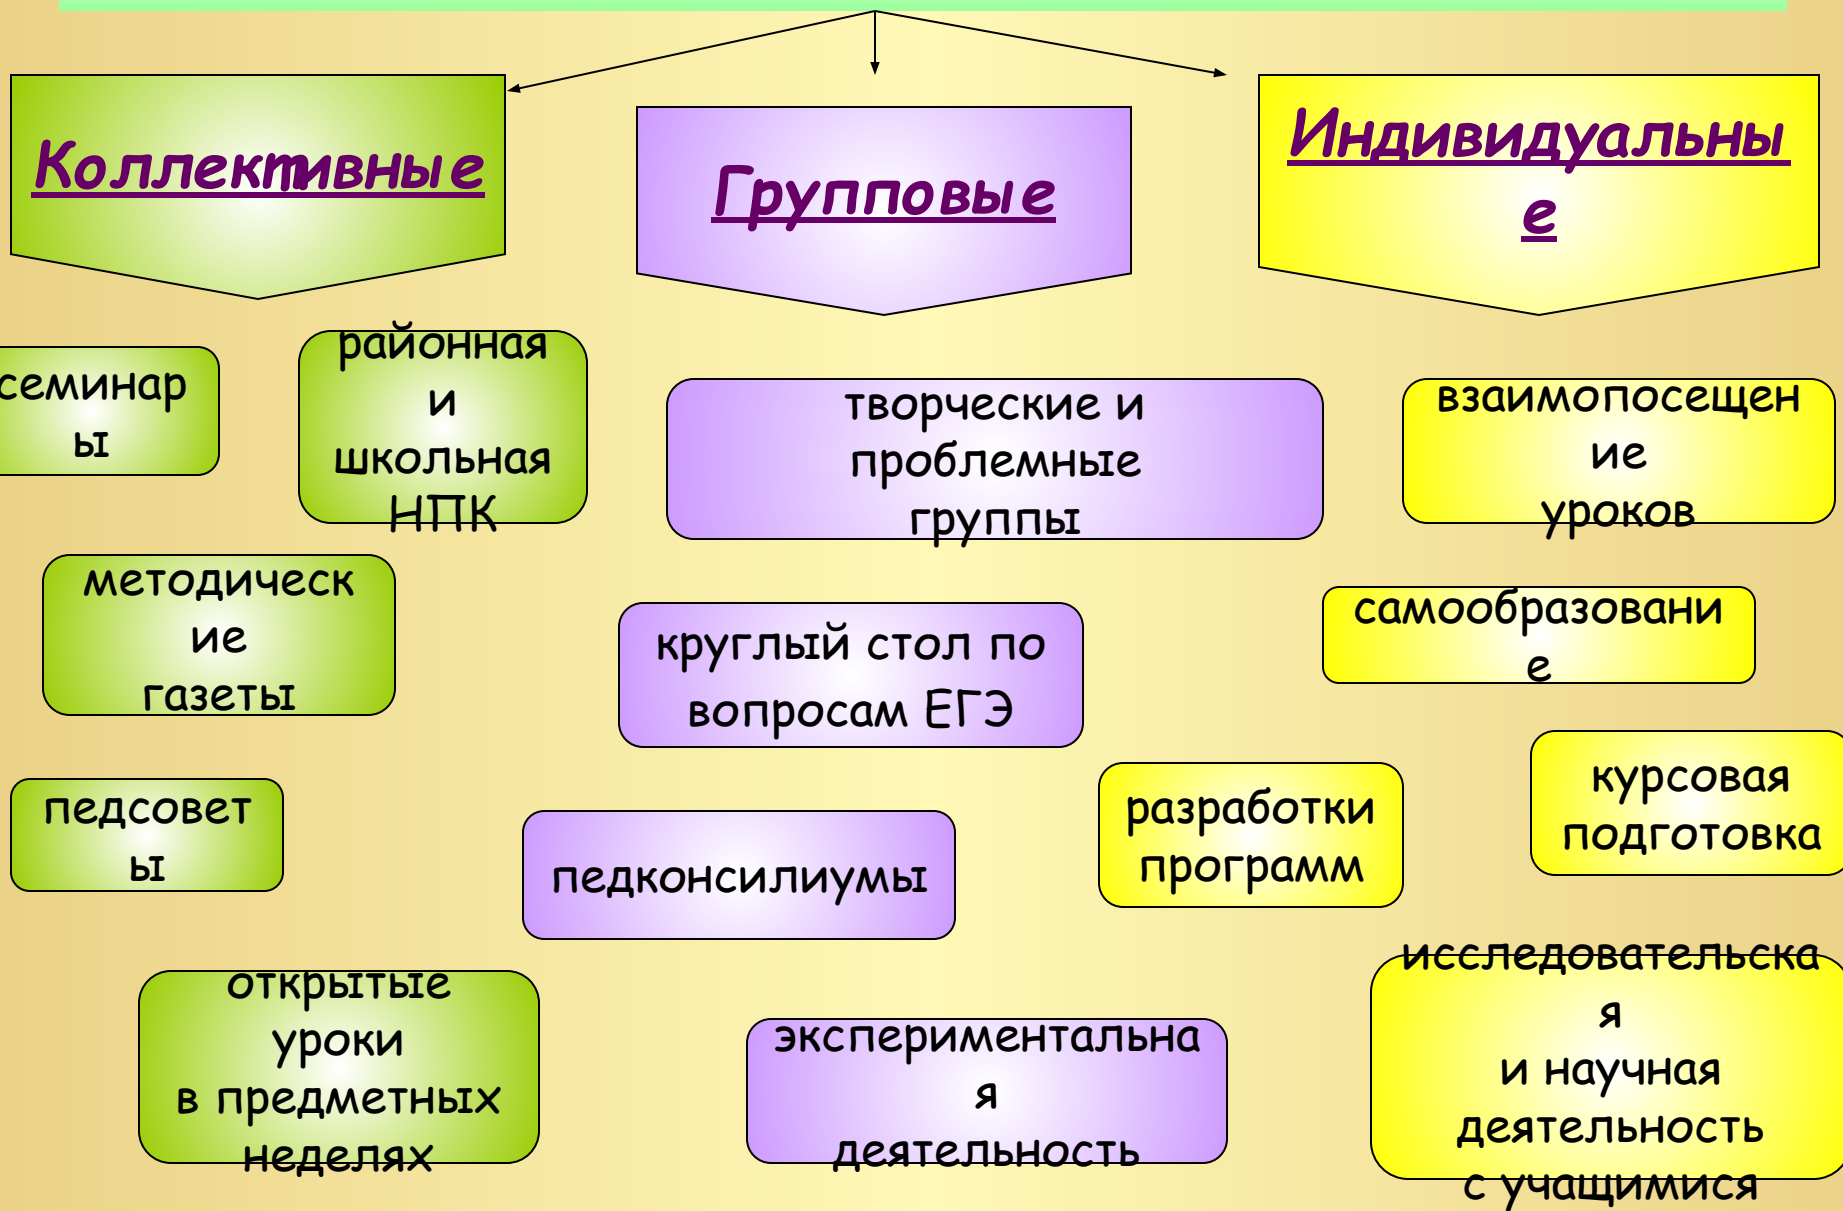 Коллективные
Групповые
Индивидуальны
е
семинар
ы
районная
и
школьная
НПК
творческие и
проблемные
группы
взаимопосещен
ие
уроков
методическ
ие
газеты
круглый стол по
вопросам ЕГЭ
самообразовани
е
педсовет
ы
педконсилиумы
разработки
программ
курсовая
подготовка
открытые
уроки
в предметных
неделях
экспериментальна
я
деятельность
исследовательска
я
и научная
деятельность
с учащимися